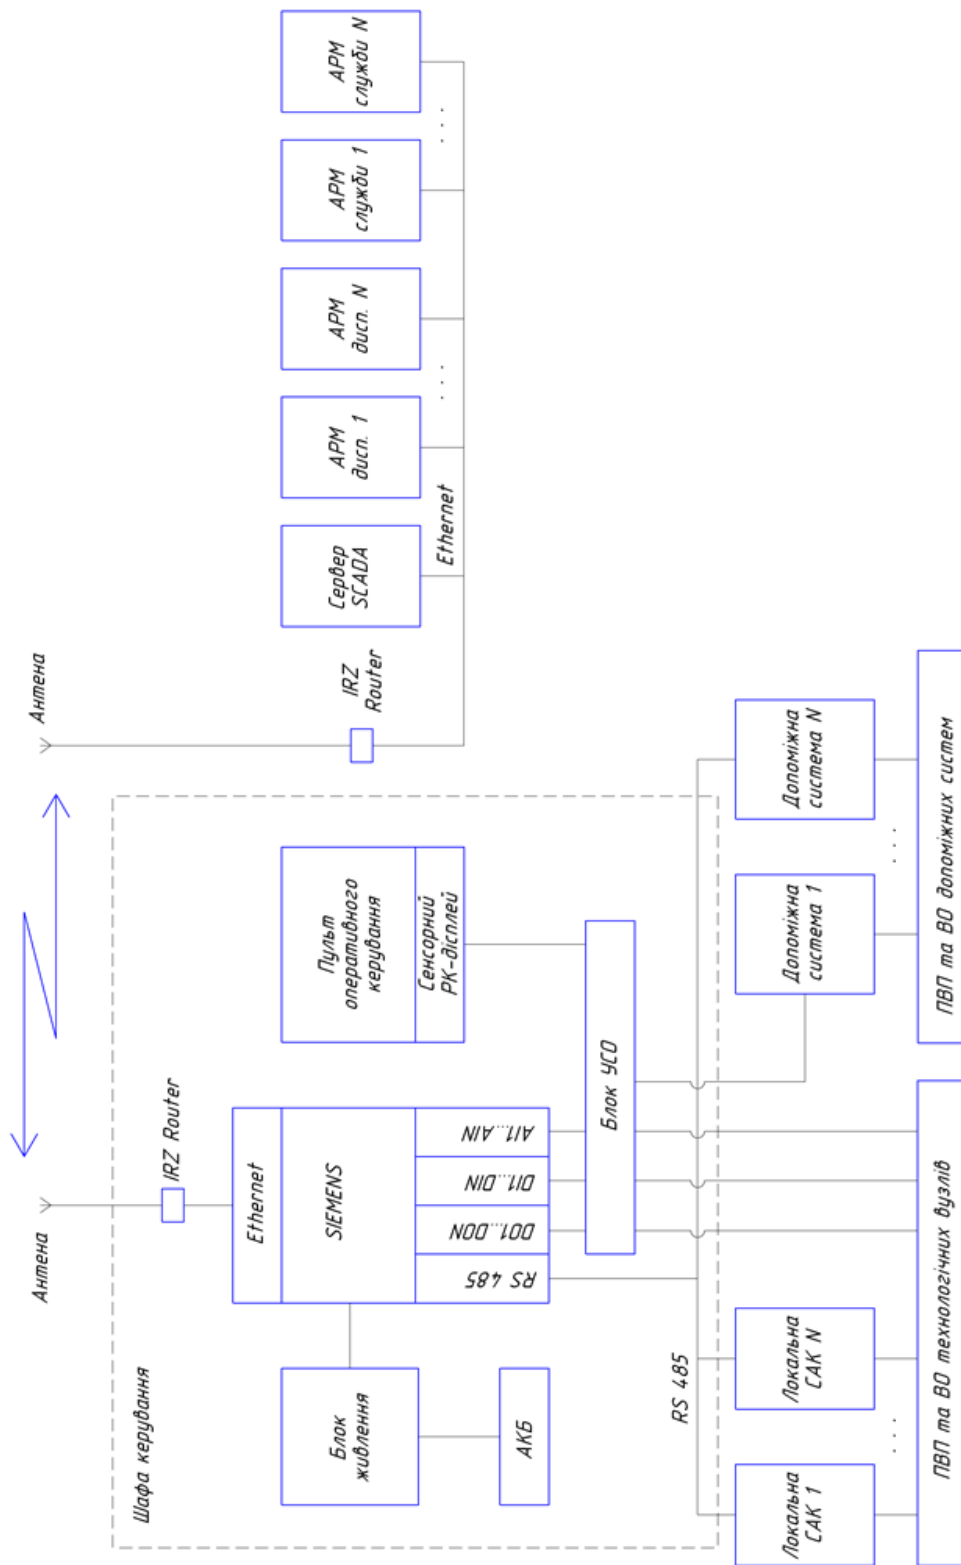 Антена
Антена
Шафа керування
IRZ Router
IRZ
Router
Блок
живлення
АКБ
Ethernet
SIEMENS
RS 485
DO1...DON
DI1...DIN
AI1...AIN
Пульт
оперативного
керування
Сенсорний
РК-дісплей
Блок УСО
Сервер
SCADA
АРМ
дисп. 1
АРМ
дисп. N
АРМ
служби 1
АРМ
служби N
Ethernet
. . .
. . .
RS 485
Локальна
САК 1
. . .
Локальна
САК N
Допоміжна
система 1
. . .
Допоміжна
система N
ПВП та ВО технологічних вузлів
ПВП та ВО допоміжних систем